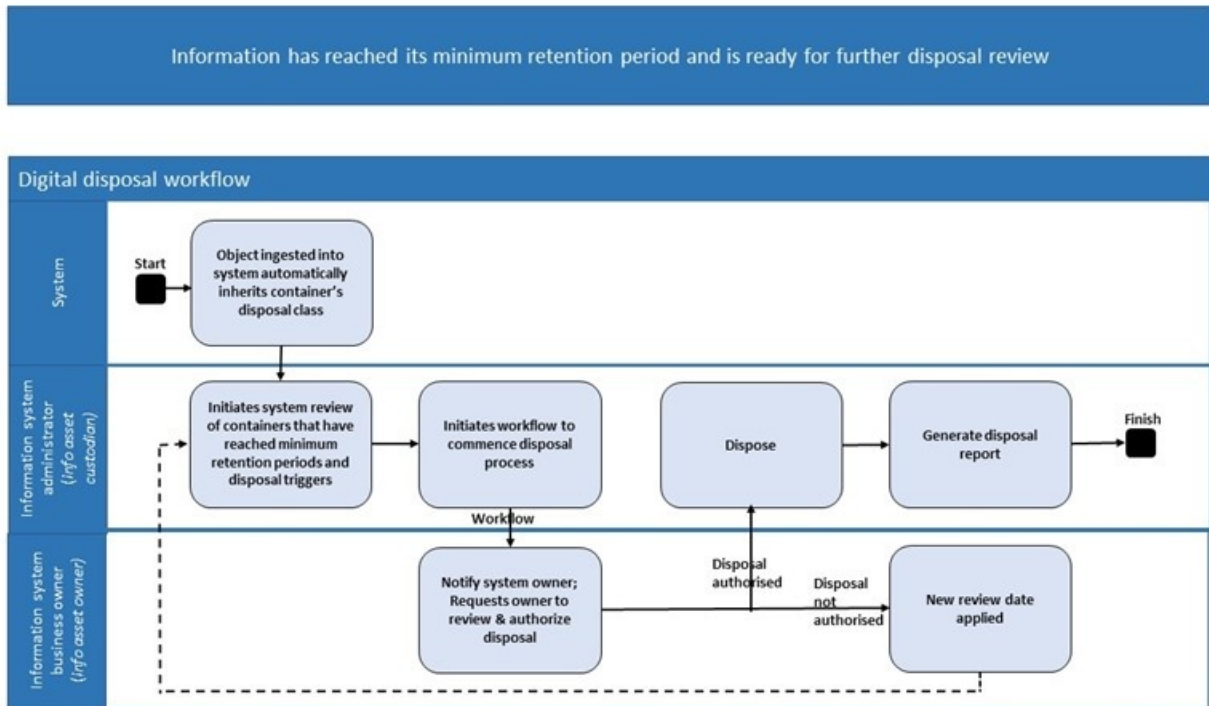 Information has reached its minimum retention period and is ready for further disposal review
Digital disposal workflow
System
Start
Object ingested into
system automatically
inherits container's
disposal class
Information system
administrator
(info asset
custodian)
Initiates system review
of containers that have
reached minimum
retention periods and
disposal triggers
Initiates workflow to
commence disposal
process
Dispose
Generate disposal
report
Finish
Workflow
Information system
business owner
(info asset owner)
Notify system owner;
Requests owner to
review & authorize
disposal
Disposal
authorised
Disposal
not
authorised
New review date
applied